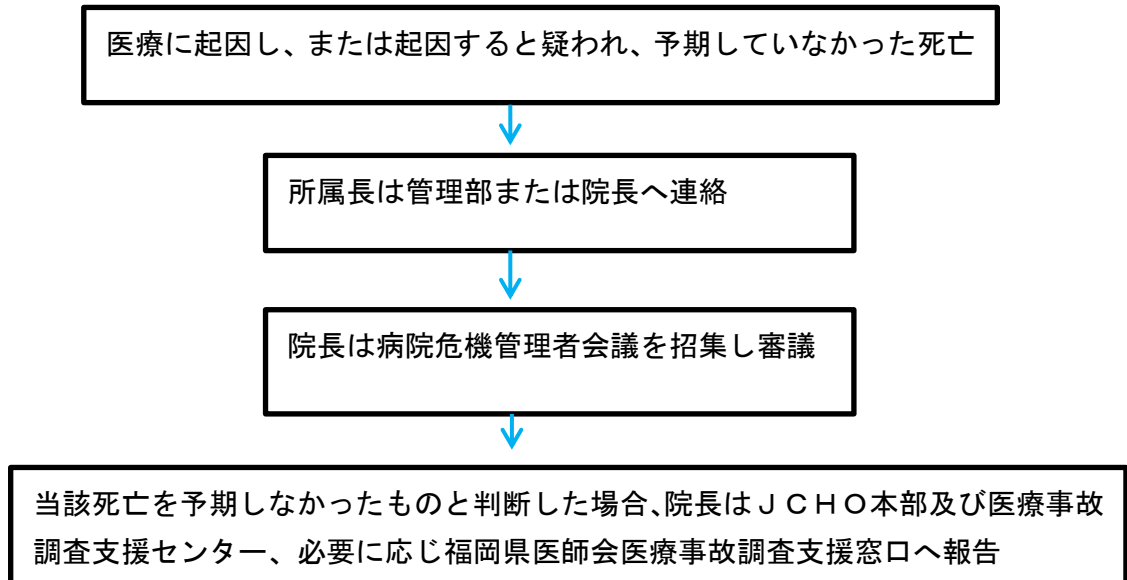 医療に起因し、または起因すると疑われ、予期していなかった死亡
所属長は管理部または院長へ連絡
院長は病院危機管理者会議を招集し審議
当該死亡を予期しなかったものと判断した場合、院長はＪＣＨＯ本部及び医療事故
調査支援センター、必要に応じ福岡県医師会医療事故調査支援窓口へ報告